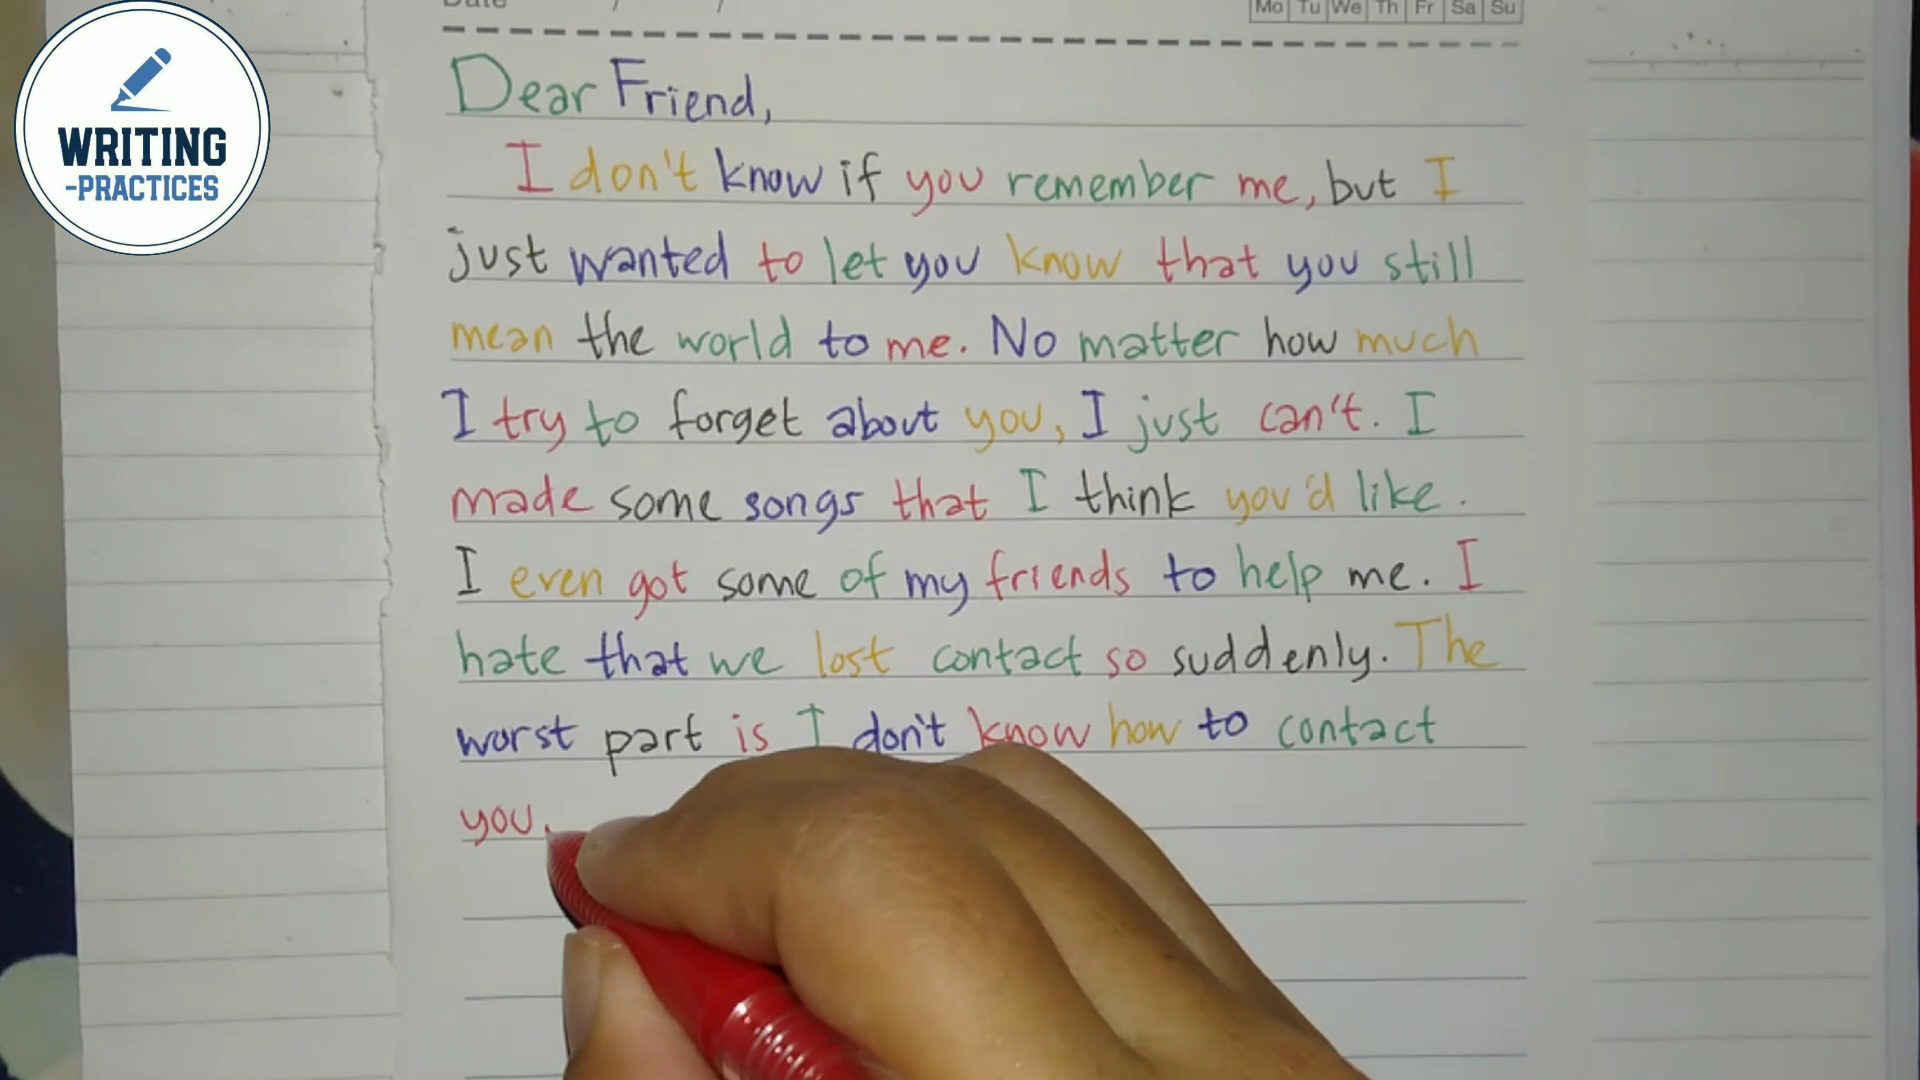 Date / /
Mo Tu We Th Fr Sa Su
WRITING
-PRACTICES
Dear Friend,
I don't know if you remember me, but I
just wanted to let you know that you still
mean the world to me. No matter how much
I try to forget about you, I just can't. I
made some songs that I think you'd like.
I even got some of my friends to help me. I
hate that we lost contact so suddenly. The
worst part is I don't know how to contact
you.